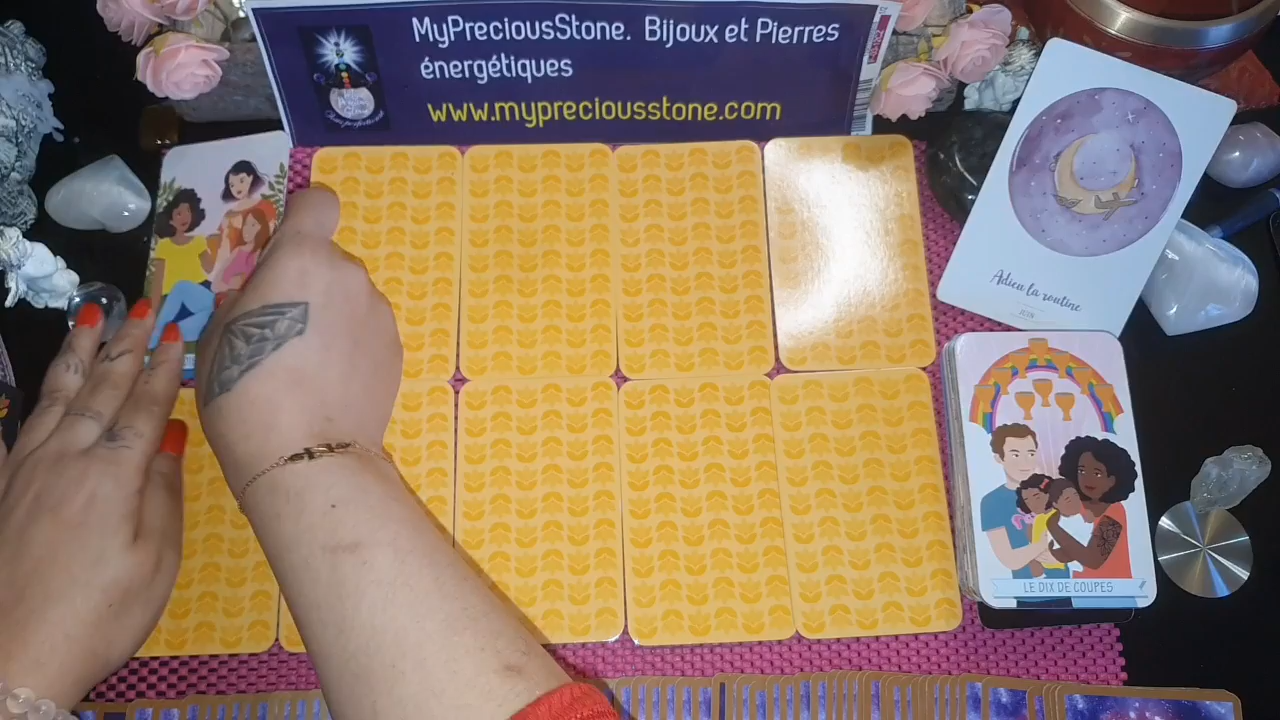 MyPreciousStone. Bijoux et Pierres
énergétiques
www.mypreciousstone.com
Adieu la routine
LE DIX DE COUPES